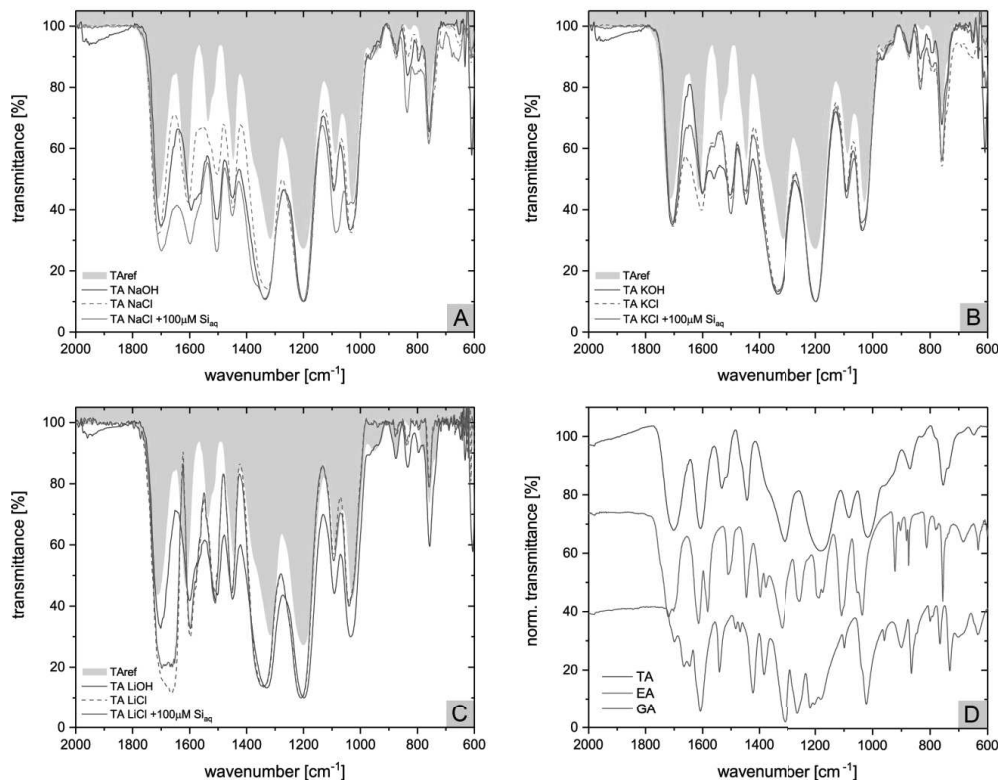 transmittance [%]
100
80
60
40
20
0
TAref
TA NaOH
TA NaCl
TA NaCl +100μM Siaq
A
2000 1800 1600 1400 1200 1000 800 600
wavenumber [cm-1]
transmittance [%]
100
80
60
40
20
0
TAref
TA KOH
TA KCl
TA KCl +100μM Siaq
B
2000 1800 1600 1400 1200 1000 800 600
wavenumber [cm-1]
transmittance [%]
100
80
60
40
20
0
TAref
TA LiOH
TA LiCl
TA LiCl +100μM Siaq
C
2000 1800 1600 1400 1200 1000 800 600
wavenumber [cm-1]
norm. transmittance [%]
100
80
60
40
20
0
TA
EA
GA
D
2000 1800 1600 1400 1200 1000 800 600
wavenumber [cm-1]